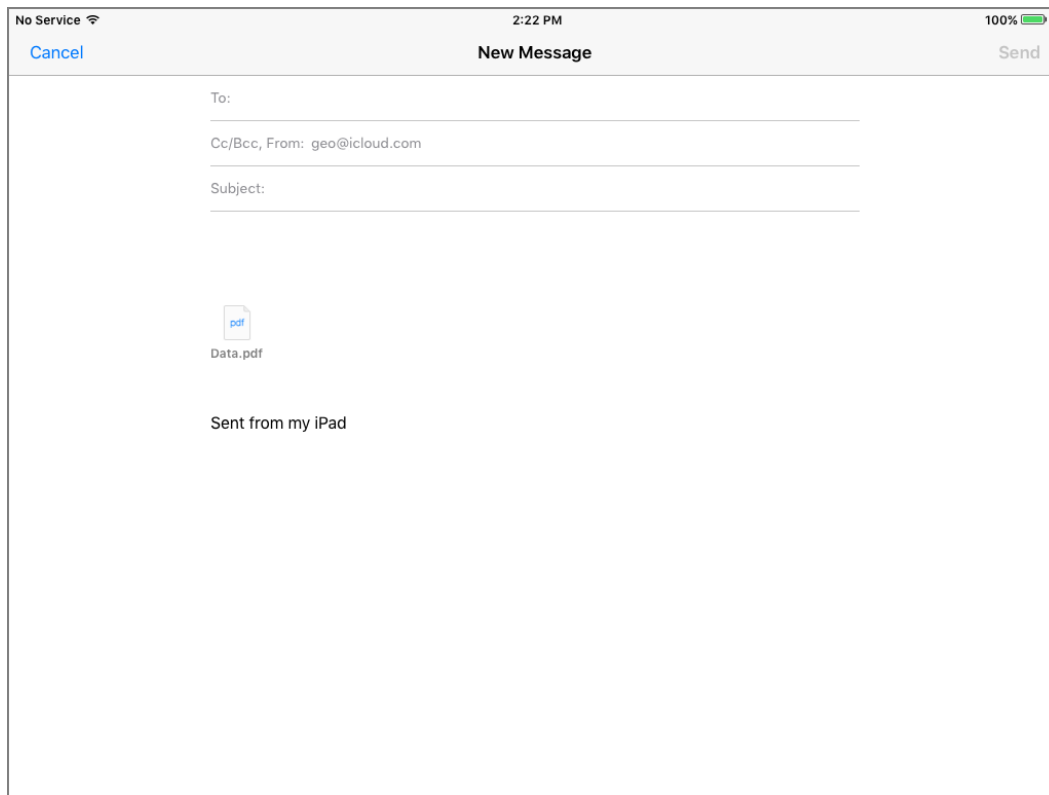 No Service 2:22 PM 100%
Cancel New Message Send
To:
Cc/Bcc, From: geo@icloud.com
Subject:
pdf
Data.pdf
Sent from my iPad